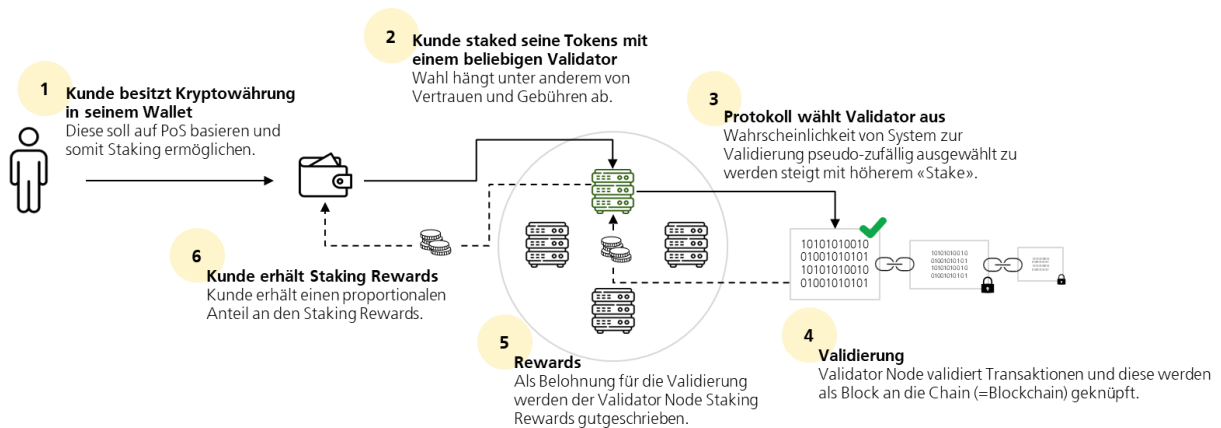 1
Kunde besitzt Kryptowährung
in seinem Wallet
Diese soll auf PoS basieren und
somit Staking ermöglichen.
2
Kunde staked seine Tokens mit
einem beliebigen Validator
Wahl hängt unter anderem von
Vertrauen und Gebühren ab.
3
Protokoll wählt Validator aus
Wahrscheinlichkeit von System zur
Validierung pseudo-zufällig ausgewählt zu
werden steigt mit höherem «Stake».
10101010010
01001010101
10101010010
01001010101
10101010010
01001010101
10101010010
01001010101
4
Validierung
Validator Node validiert Transaktionen und diese werden
als Block an die Chain (=Blockchain) geknüpft.
5
Rewards
Als Belohnung für die Validierung
werden der Validator Node Staking
Rewards gutgeschrieben.
6
Kunde erhält Staking Rewards
Kunde erhält einen proportionalen
Anteil an den Staking Rewards.